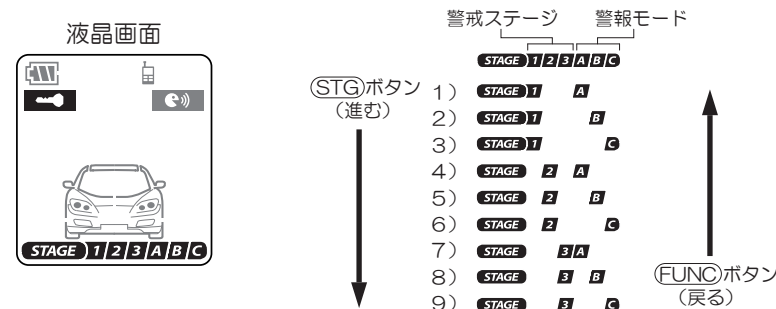 液晶画面
STAGE 1 2 3 A B C
警戒ステージ 警報モード
STAGE 1 2 3 A B C
STGボタン
(進む)
1) STAGE 1 A
2) STAGE 1 B
3) STAGE 1 C
4) STAGE 2 A
5) STAGE 2 B
6) STAGE 2 C
7) STAGE 3 A
8) STAGE 3 B
9) STAGE 3 C
FUNCボタン
(戻る)